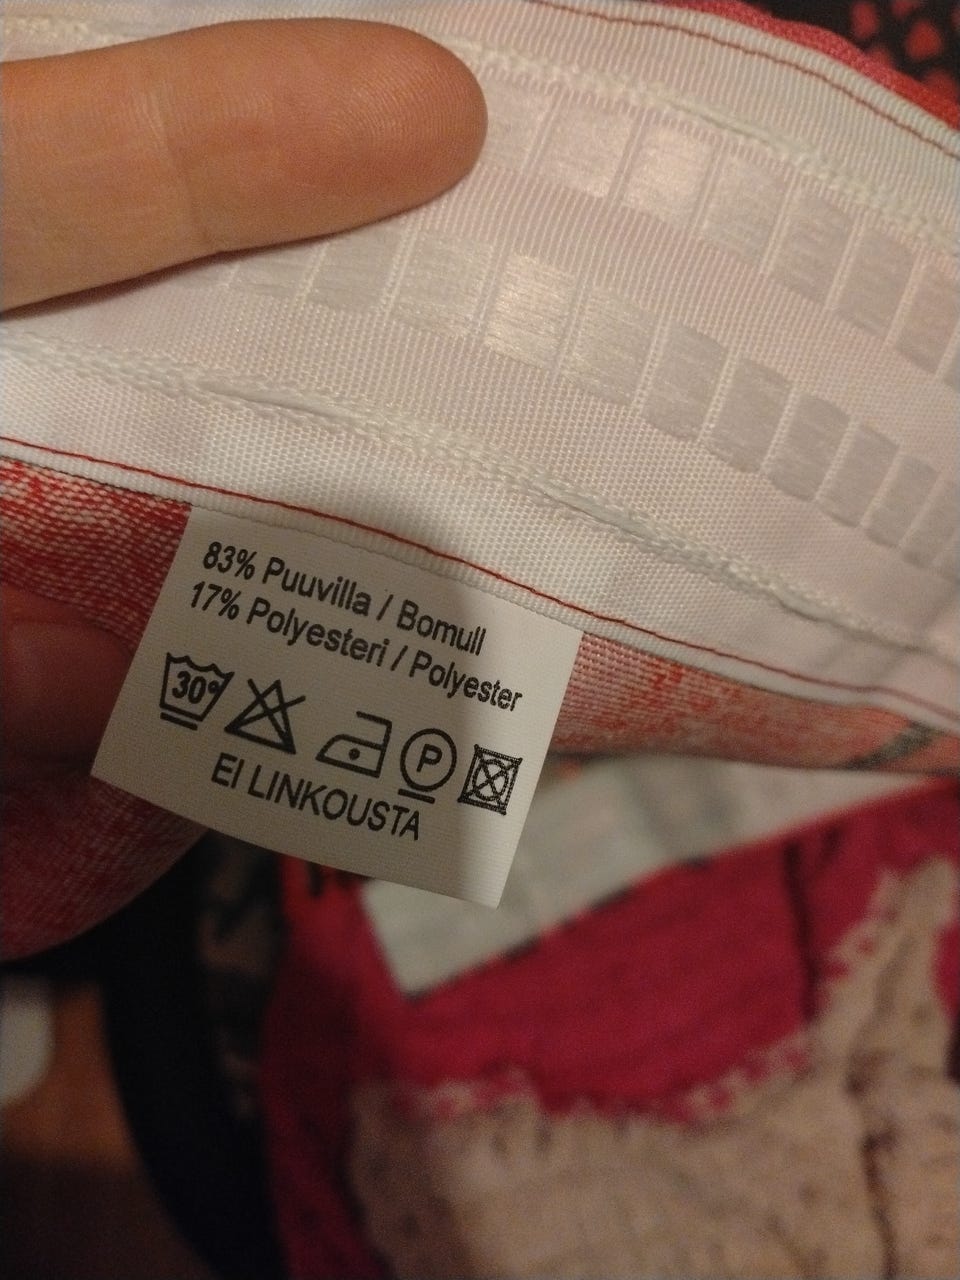 83% Puuvilla / Bomull
17% Polyesteri / Polyester
30° P
EI LINKOUSTA